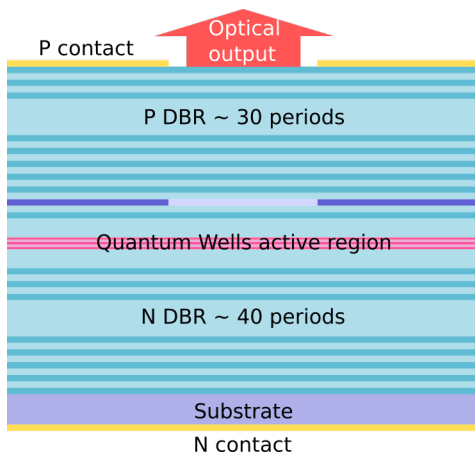 Optical
output
P contact
P DBR ~ 30 periods
Quantum Wells active region
N DBR ~ 40 periods
Substrate
N contact